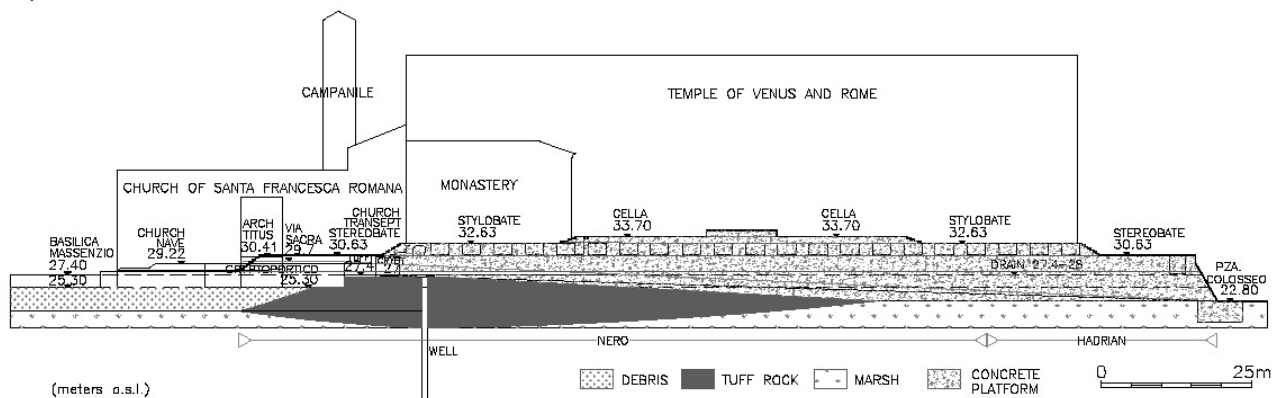 CAMPANILE
TEMPLE OF VENUS AND ROME
CHURCH OF SANTA FRANCESCA ROMANA
MONASTERY
BASILICA
MASSENZIO
27.40
25.30
CHURCH
NAVE
29.22
ARCH
TITUS
30.41
VIA
SACRA
29.7
CHURCH
TRANSEPT
STEREOBATE
30.63
CRYPTOPORTICO
25.30
STYLOBATE
32.63
CELLA
33.70
CELLA
33.70
STYLOBATE
32.63
STEREOBATE
30.63
DRAIN 27.4-28
PZA.
COLOSSEO
22.80
WELL
NERO
HADRIAN
(meters a.s.l.)
DEBRIS
TUFF ROCK
MARSH
CONCRETE
PLATFORM
0
25m